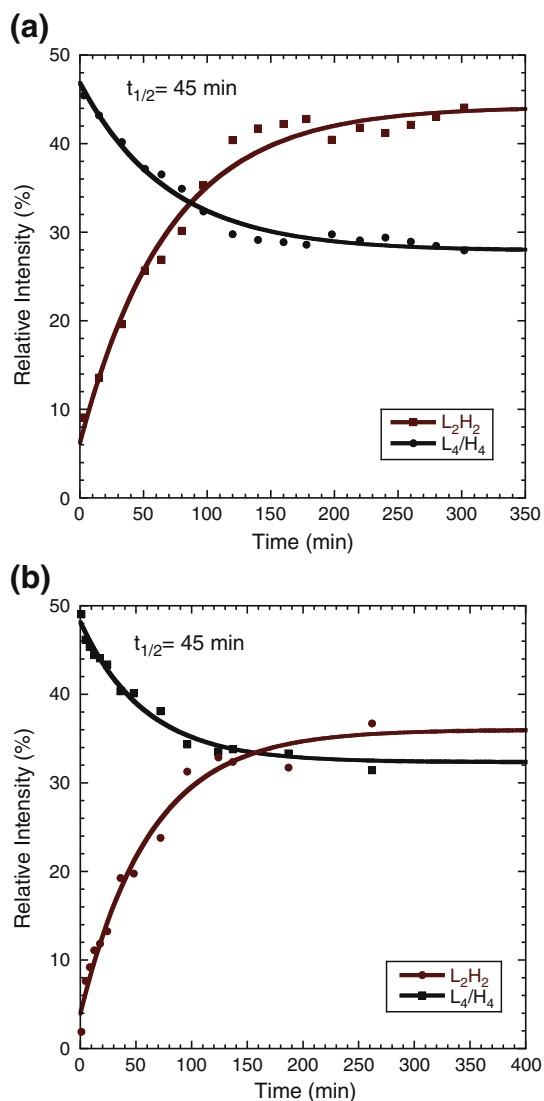 (a)
50
40
30
20
10
0
Relative Intensity (%)
t1/2= 45 min
L2H2
L4/H4
0 50 100 150 200 250 300 350
Time (min)
(b)
50
40
30
20
10
0
Relative Intensity (%)
t1/2= 45 min
L2H2
L4/H4
0 50 100 150 200 250 300 350 400
Time (min)